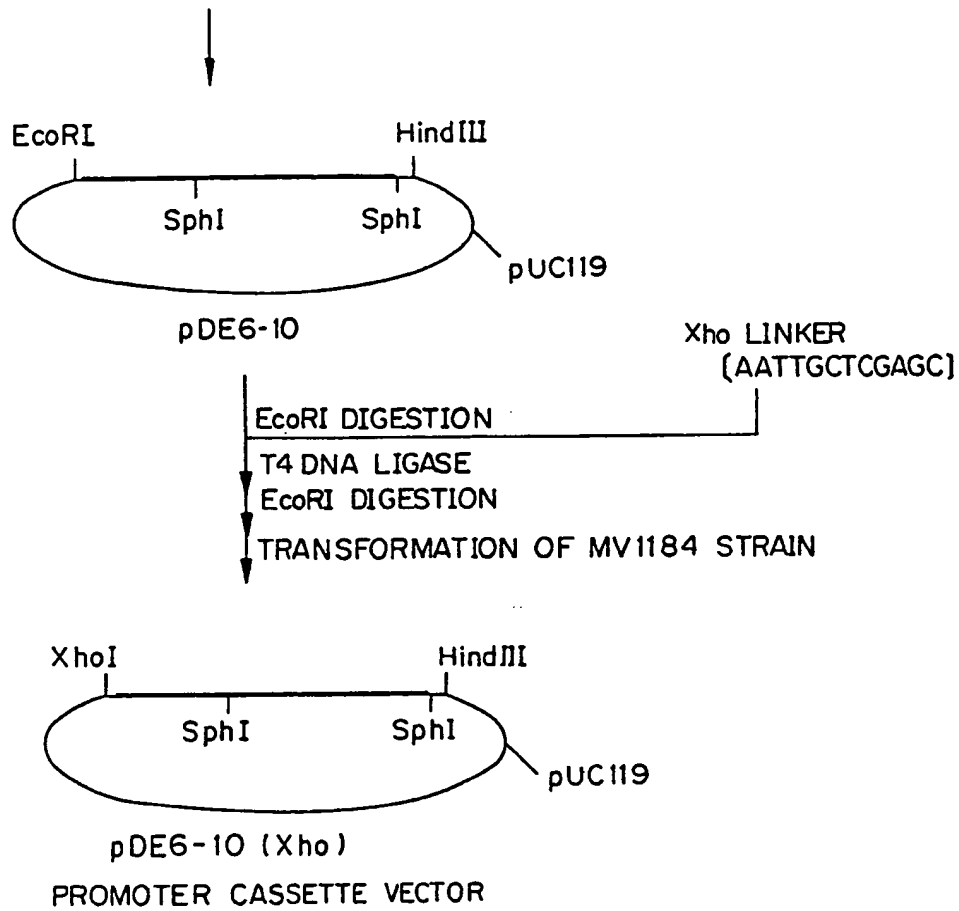 EcoRI
HindIII
SphI
SphI
pUC119
pDE6-10
Xho LINKER
[AATTGCTCGAGC]
EcoRI DIGESTION
T4 DNA LIGASE
EcoRI DIGESTION
TRANSFORMATION OF MV1184 STRAIN
XhoI
HindIII
SphI
SphI
pUC119
pDE6-10 (Xho)
PROMOTER CASSETTE VECTOR